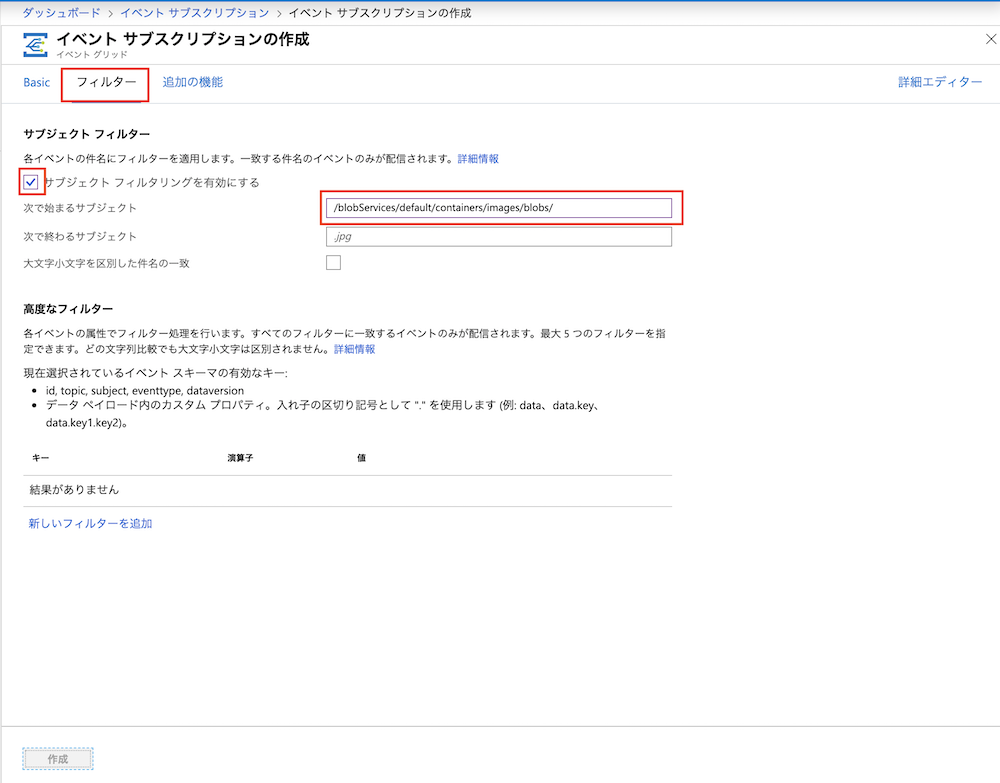 ダッシュボード > イベント サブスクリプション > イベント サブスクリプションの作成
イベント サブスクリプションの作成
イベント グリッド
Basic フィルター 追加の機能 詳細エディター
サブジェクト フィルター
各イベントの件名にフィルターを適用します。一致する件名のイベントのみが配信されます。詳細情報
サブジェクト フィルタリングを有効にする
次で始まるサブジェクト /blobServices/default/containers/images/blobs/
次で終わるサブジェクト .jpg
大文字小文字を区別した件名の一致
高度なフィルター
各イベントの属性でフィルター処理を行います。すべてのフィルターに一致するイベントのみが配信されます。最大 5 つのフィルターを指
定できます。どの文字列比較でも大文字小文字は区別されません。詳細情報
現在選択されているイベント スキーマの有効なキー:
• id, topic, subject, eventtype, dataversion
• データ ペイロード内のカスタム プロパティ。入れ子の区切り記号として "." を使用します (例: data、data.key、
data.key1.key2)。
キー 演算子 値
結果がありません
新しいフィルターを追加
作成